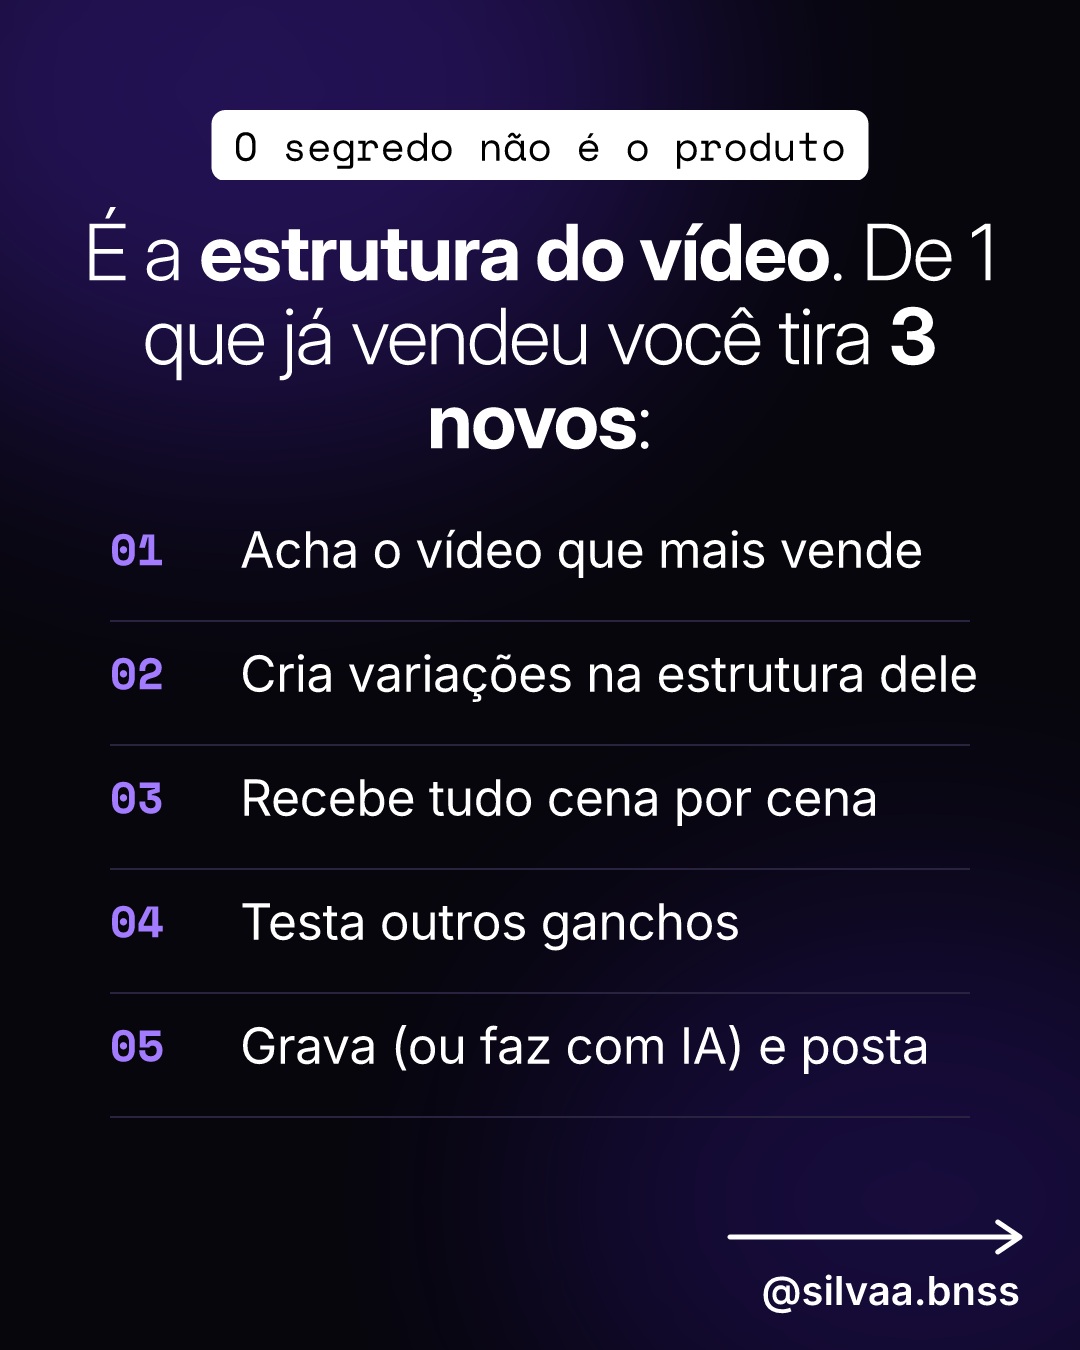 O segredo não é o produto
É a estrutura do vídeo. De 1
que já vendeu você tira 3
novos:
01 Acha o vídeo que mais vende
02 Cria variações na estrutura dele
03 Recebe tudo cena por cena
04 Testa outros ganchos
05 Grava (ou faz com IA) e posta
@silvaa.bnss